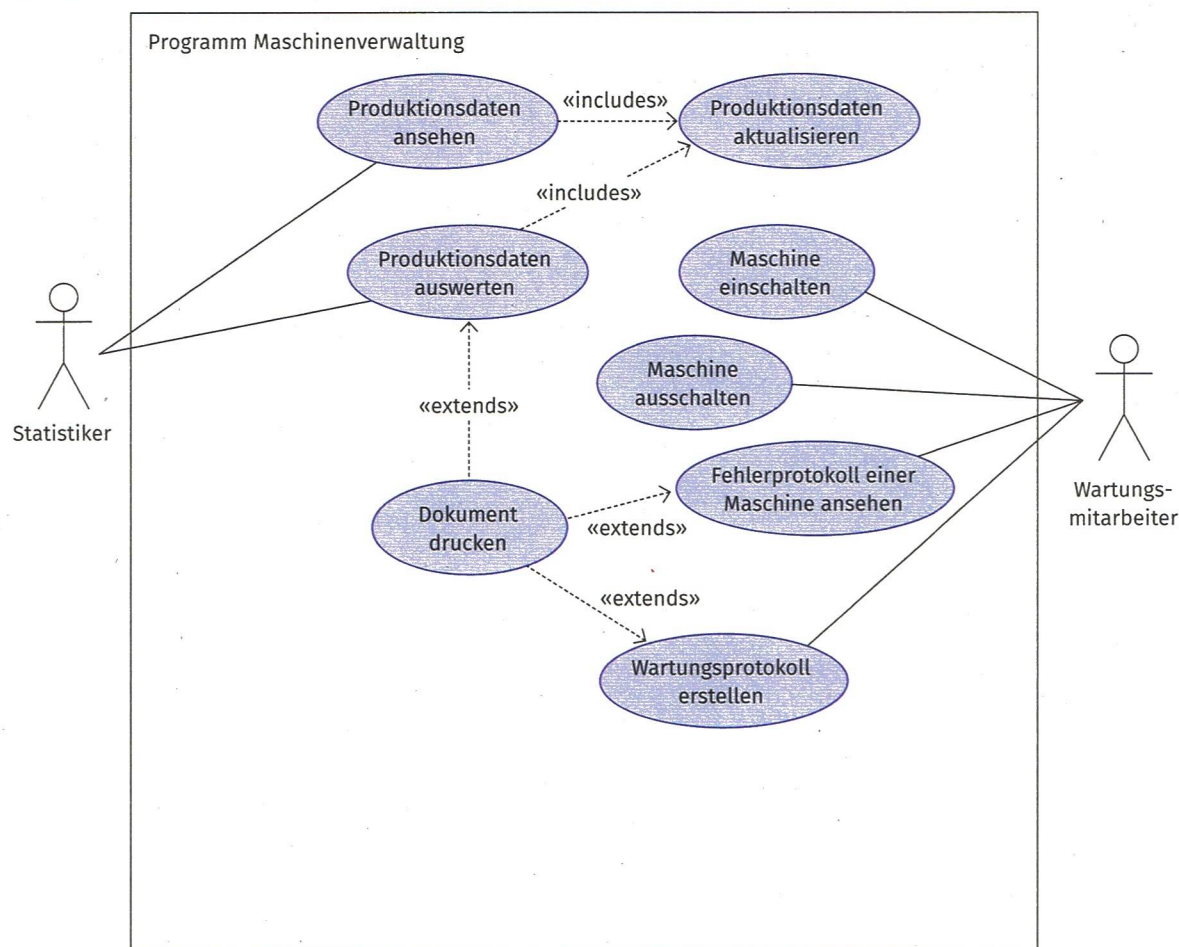 Programm Maschinenverwaltung
Produktionsdaten
ansehen
«includes»
Produktionsdaten
aktualisieren
«includes»
Produktionsdaten
auswerten
Maschine
einschalten
Maschine
ausschalten
«extends»
Statistiker
Fehlerprotokoll einer
Maschine ansehen
Dokument
drucken
«extends»
Wartungs-
mitarbeiter
«extends»
Wartungsprotokoll
erstellen